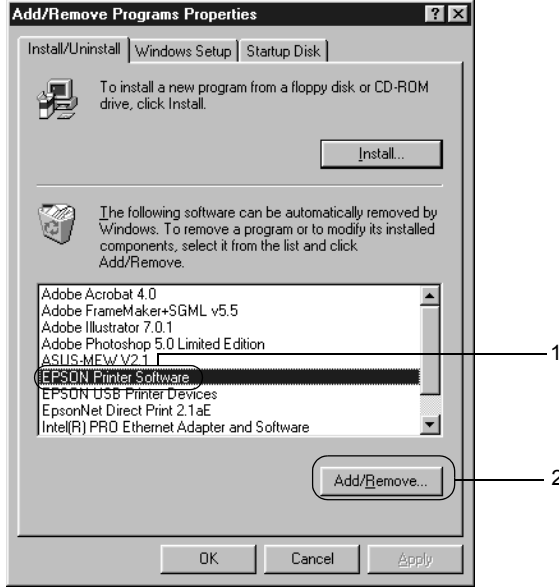 Add/Remove Programs Properties
Install/Uninstall Windows Setup Startup Disk
To install a new program from a floppy disk or CD-ROM
drive, click Install.
Install...
The following software can be automatically removed by
Windows. To remove a program or to modify its installed
components, select it from the list and click
Add/Remove.
Adobe Acrobat 4.0
Adobe FrameMaker+SGML v5.5
Adobe Illustrator 7.0.1
Adobe Photoshop 5.0 Limited Edition
ASUS-MEW V2.1
1
EPSON Printer Software
EPSON USB Printer Devices
EpsonNet Direct Print 2.1aE
Intel(R) PRO Ethernet Adapter and Software
Add/Remove...
2
OK Cancel Apply